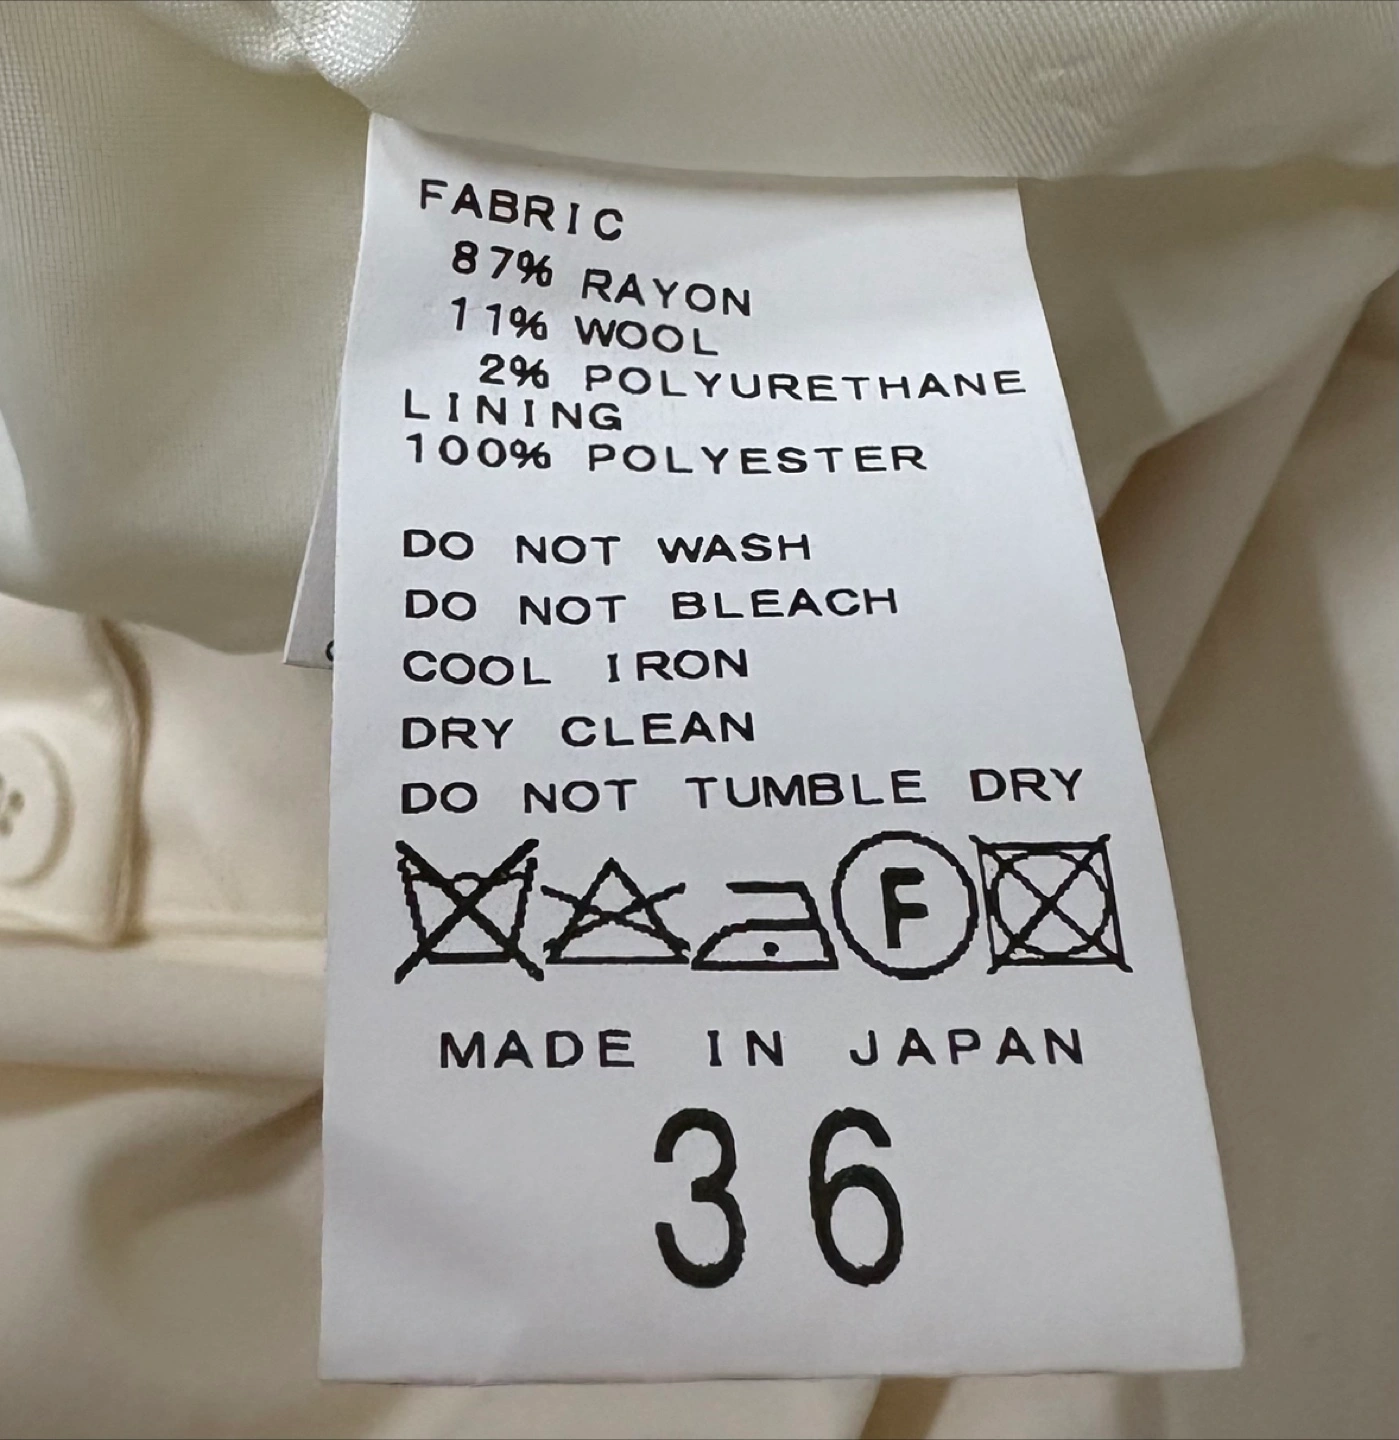 FABRIC
87% RAYON
11% WOOL
2% POLYURETHANE
LINING
100% POLYESTER
DO NOT WASH
DO NOT BLEACH
COOL IRON
DRY CLEAN
DO NOT TUMBLE DRY
F
MADE IN JAPAN
36